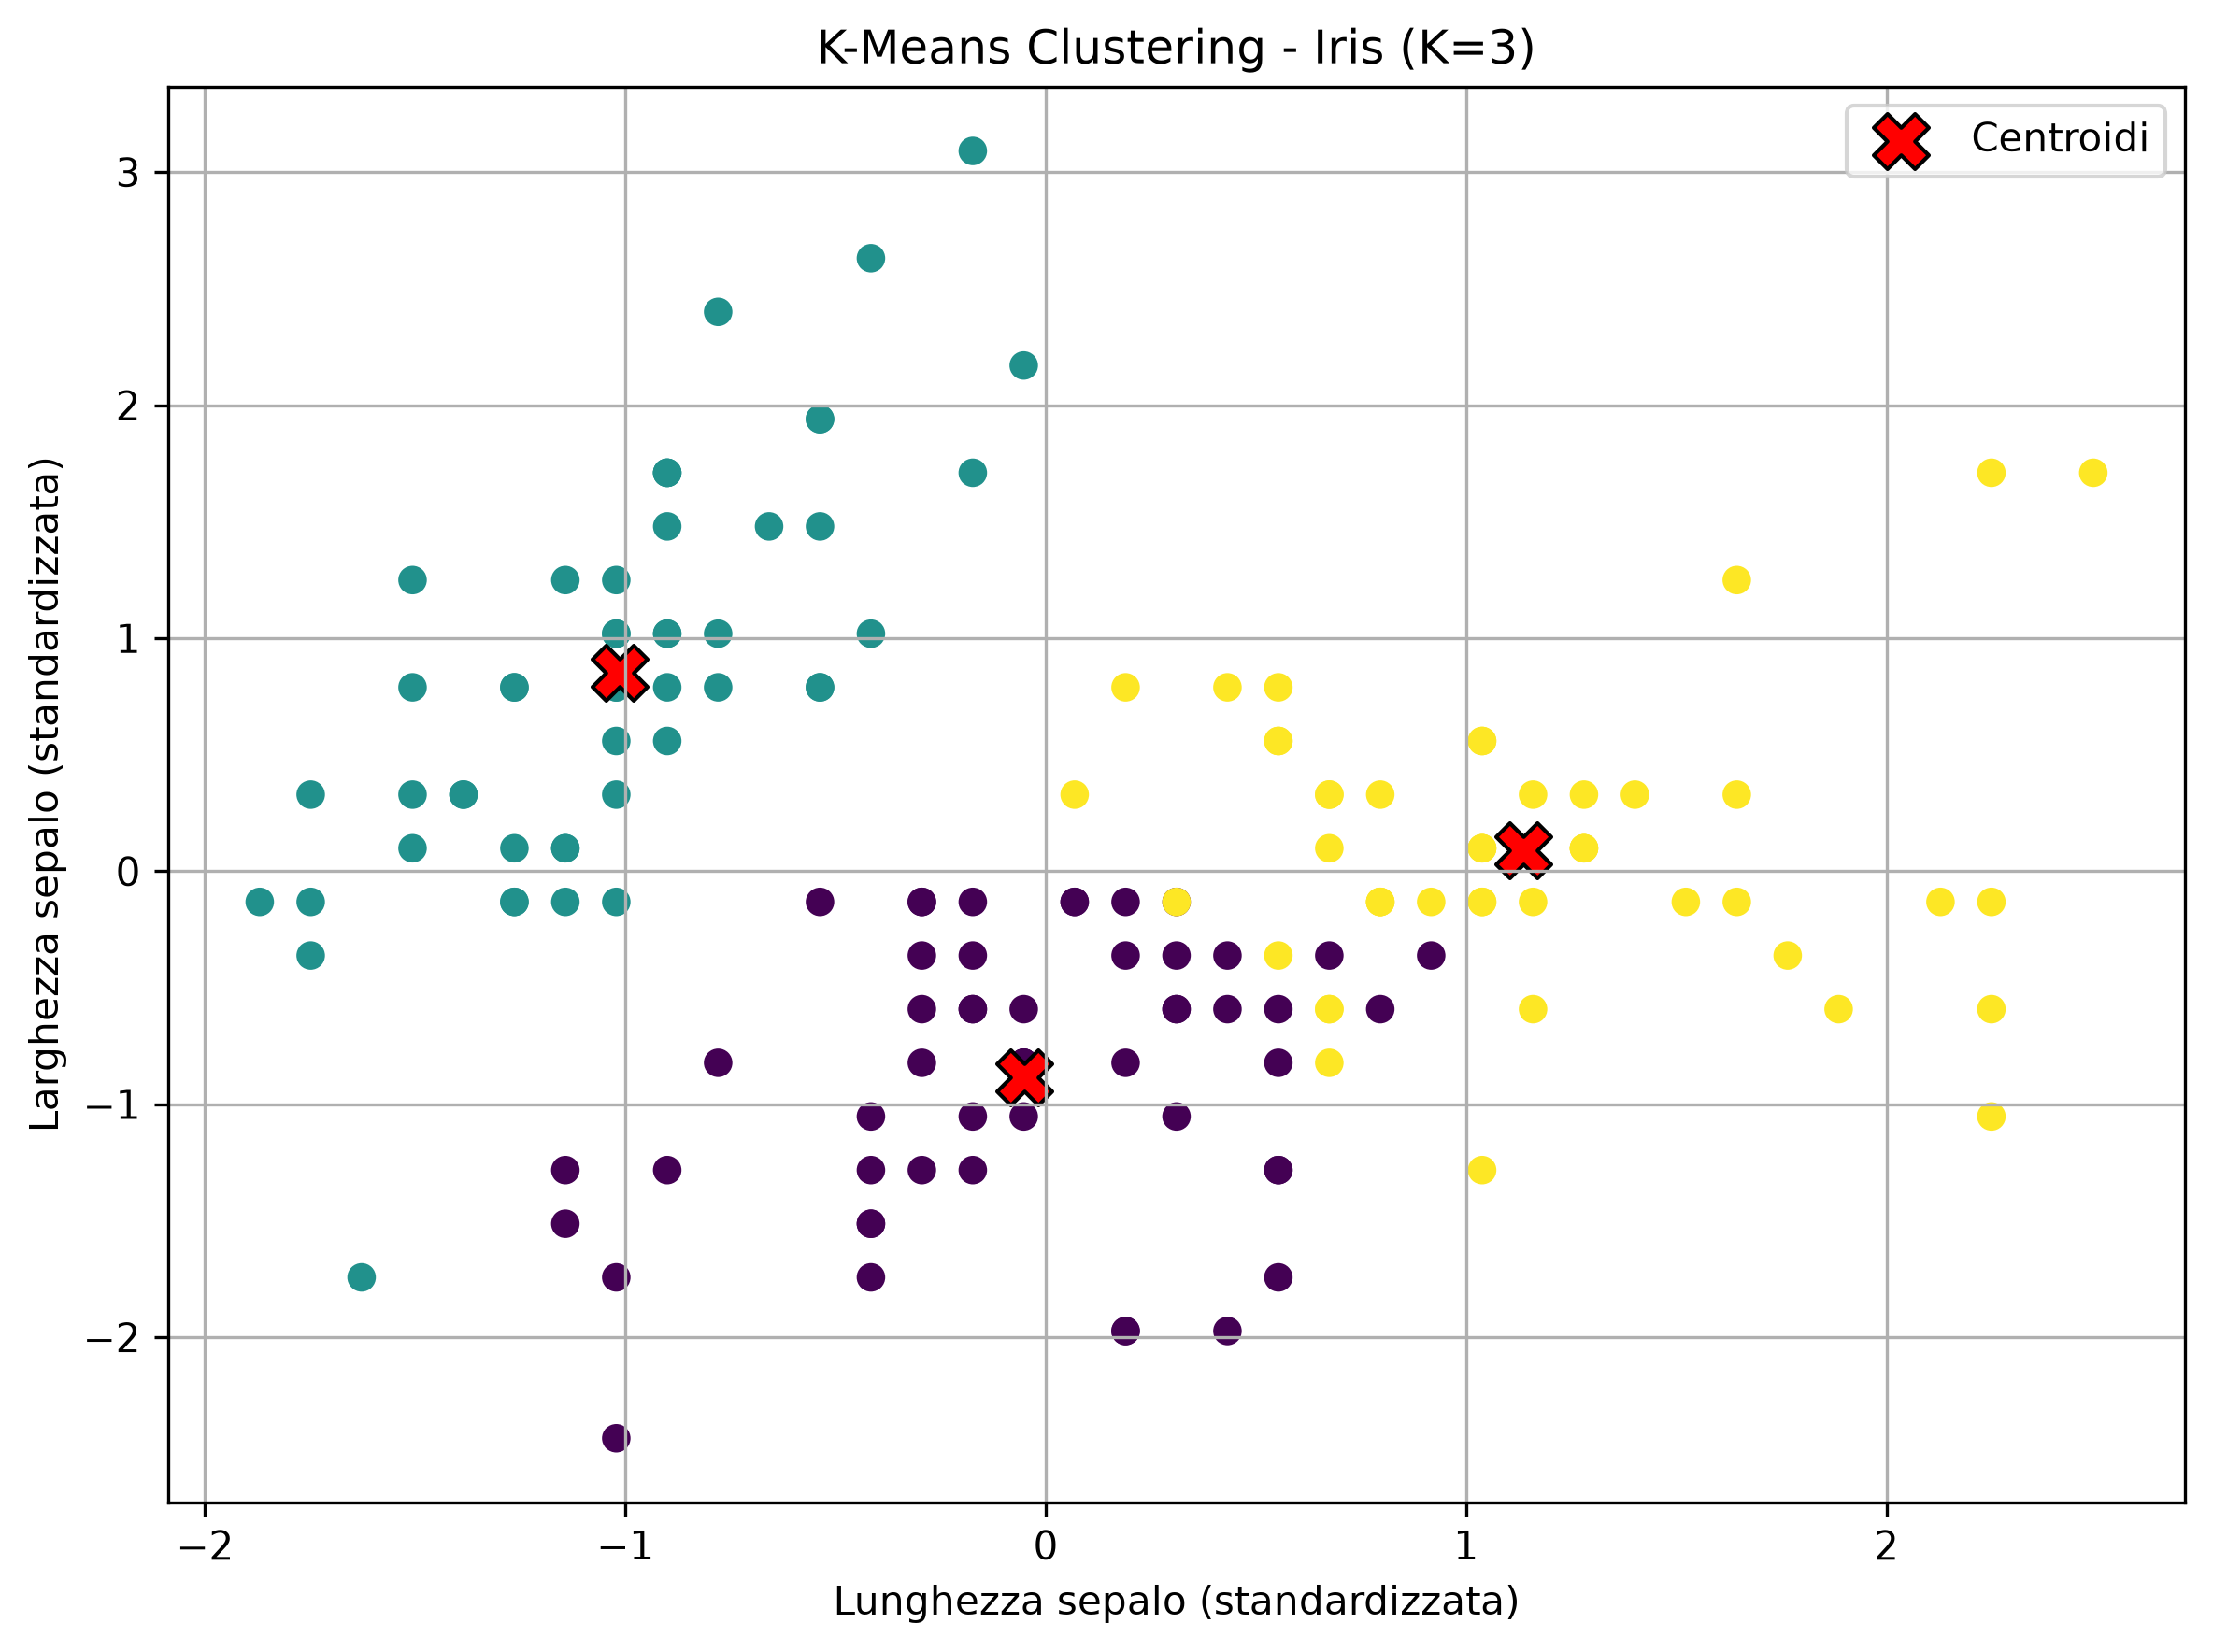 K-Means Clustering - Iris (K=3)
Centroidi
3
2
1
0
−1
−2
Larghezza sepalo (standardizzata)
−2
−1
0
1
2
Lunghezza sepalo (standardizzata)